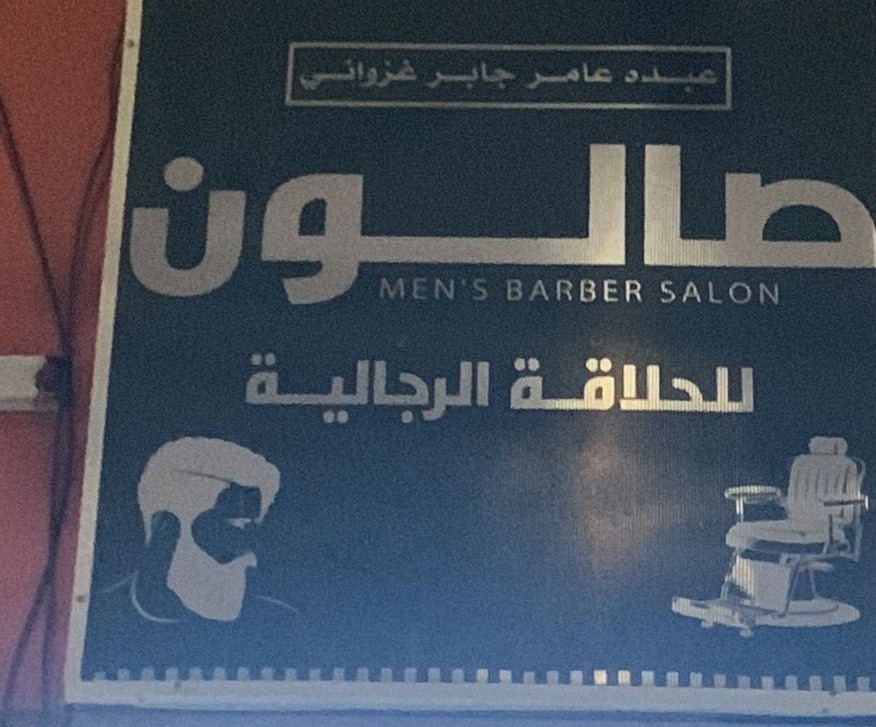 عبده عامر جابر غزواني
صالون
MEN'S BARBER SALON
للحلاقة الرجالية